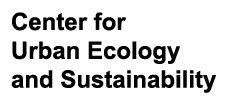 Center for
Urban Ecology
and Sustainability